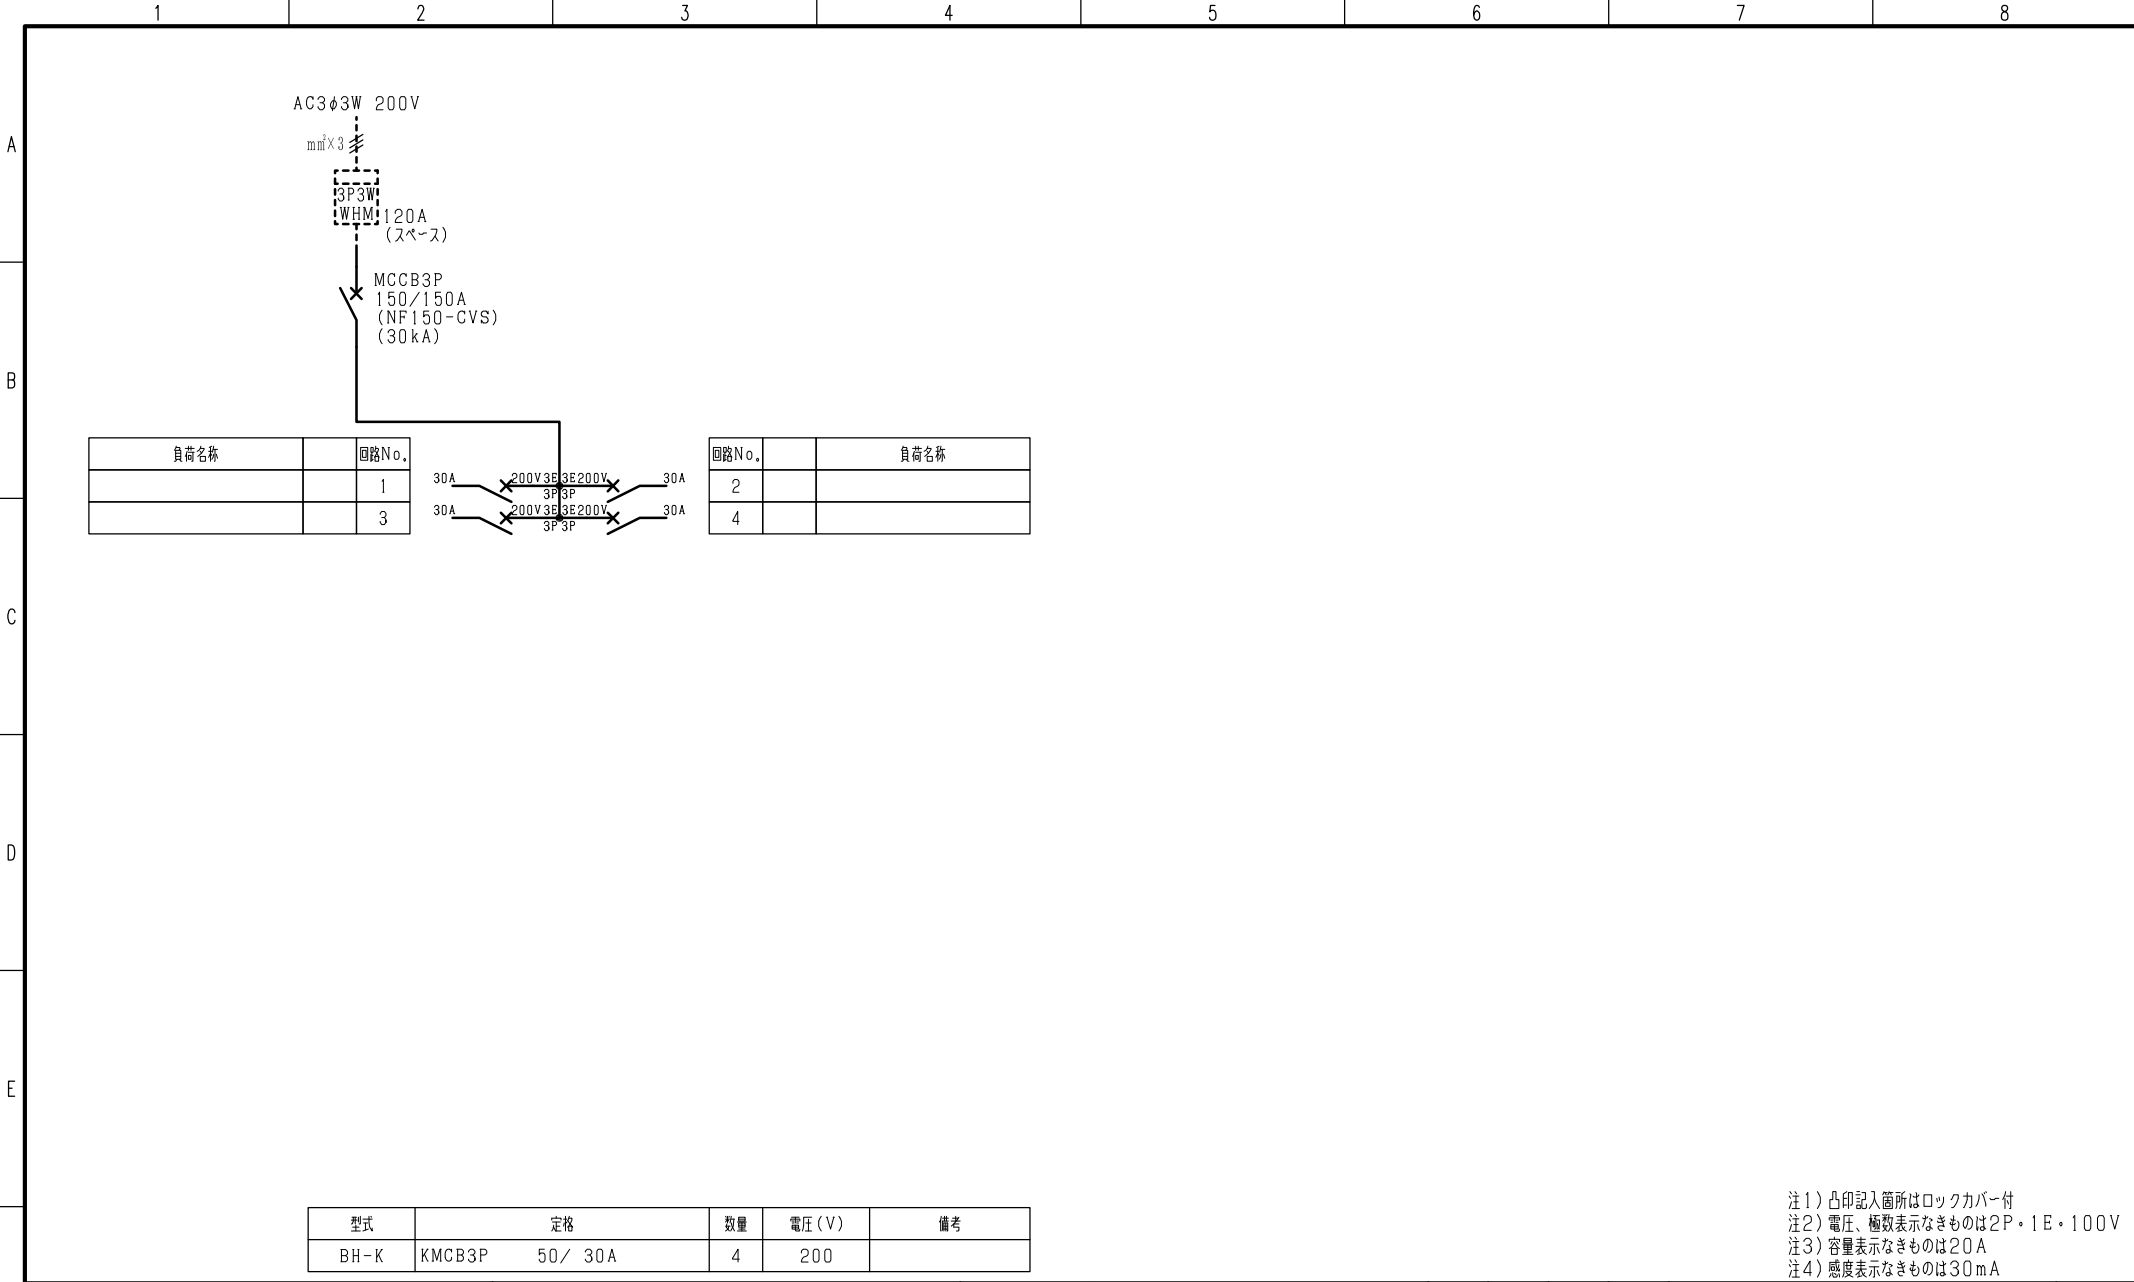 1 2 3 4 5 6 7 8
A
B
C
D
E
AC3φ3W 200V
mm²×3
3P3W
WHM
120A
(スペース)
MCCB3P
150/150A
(NF150-CVS)
(30kA)
負荷名称 回路No.
1
3
30A 200V 3E 3E 200V 30A
3P 3P
30A 200V 3E 3E 200V 30A
3P 3P
回路No. 負荷名称
2
4
型式 定格 数量 電圧(V) 備考
BH-K KMCB3P 50/ 30A 4 200
注1)凸印記入箇所はロックカバー付
注2)電圧、極数表示なきものは2P・1E・100V
注3)容量表示なきものは20A
注4)感度表示なきものは30mA